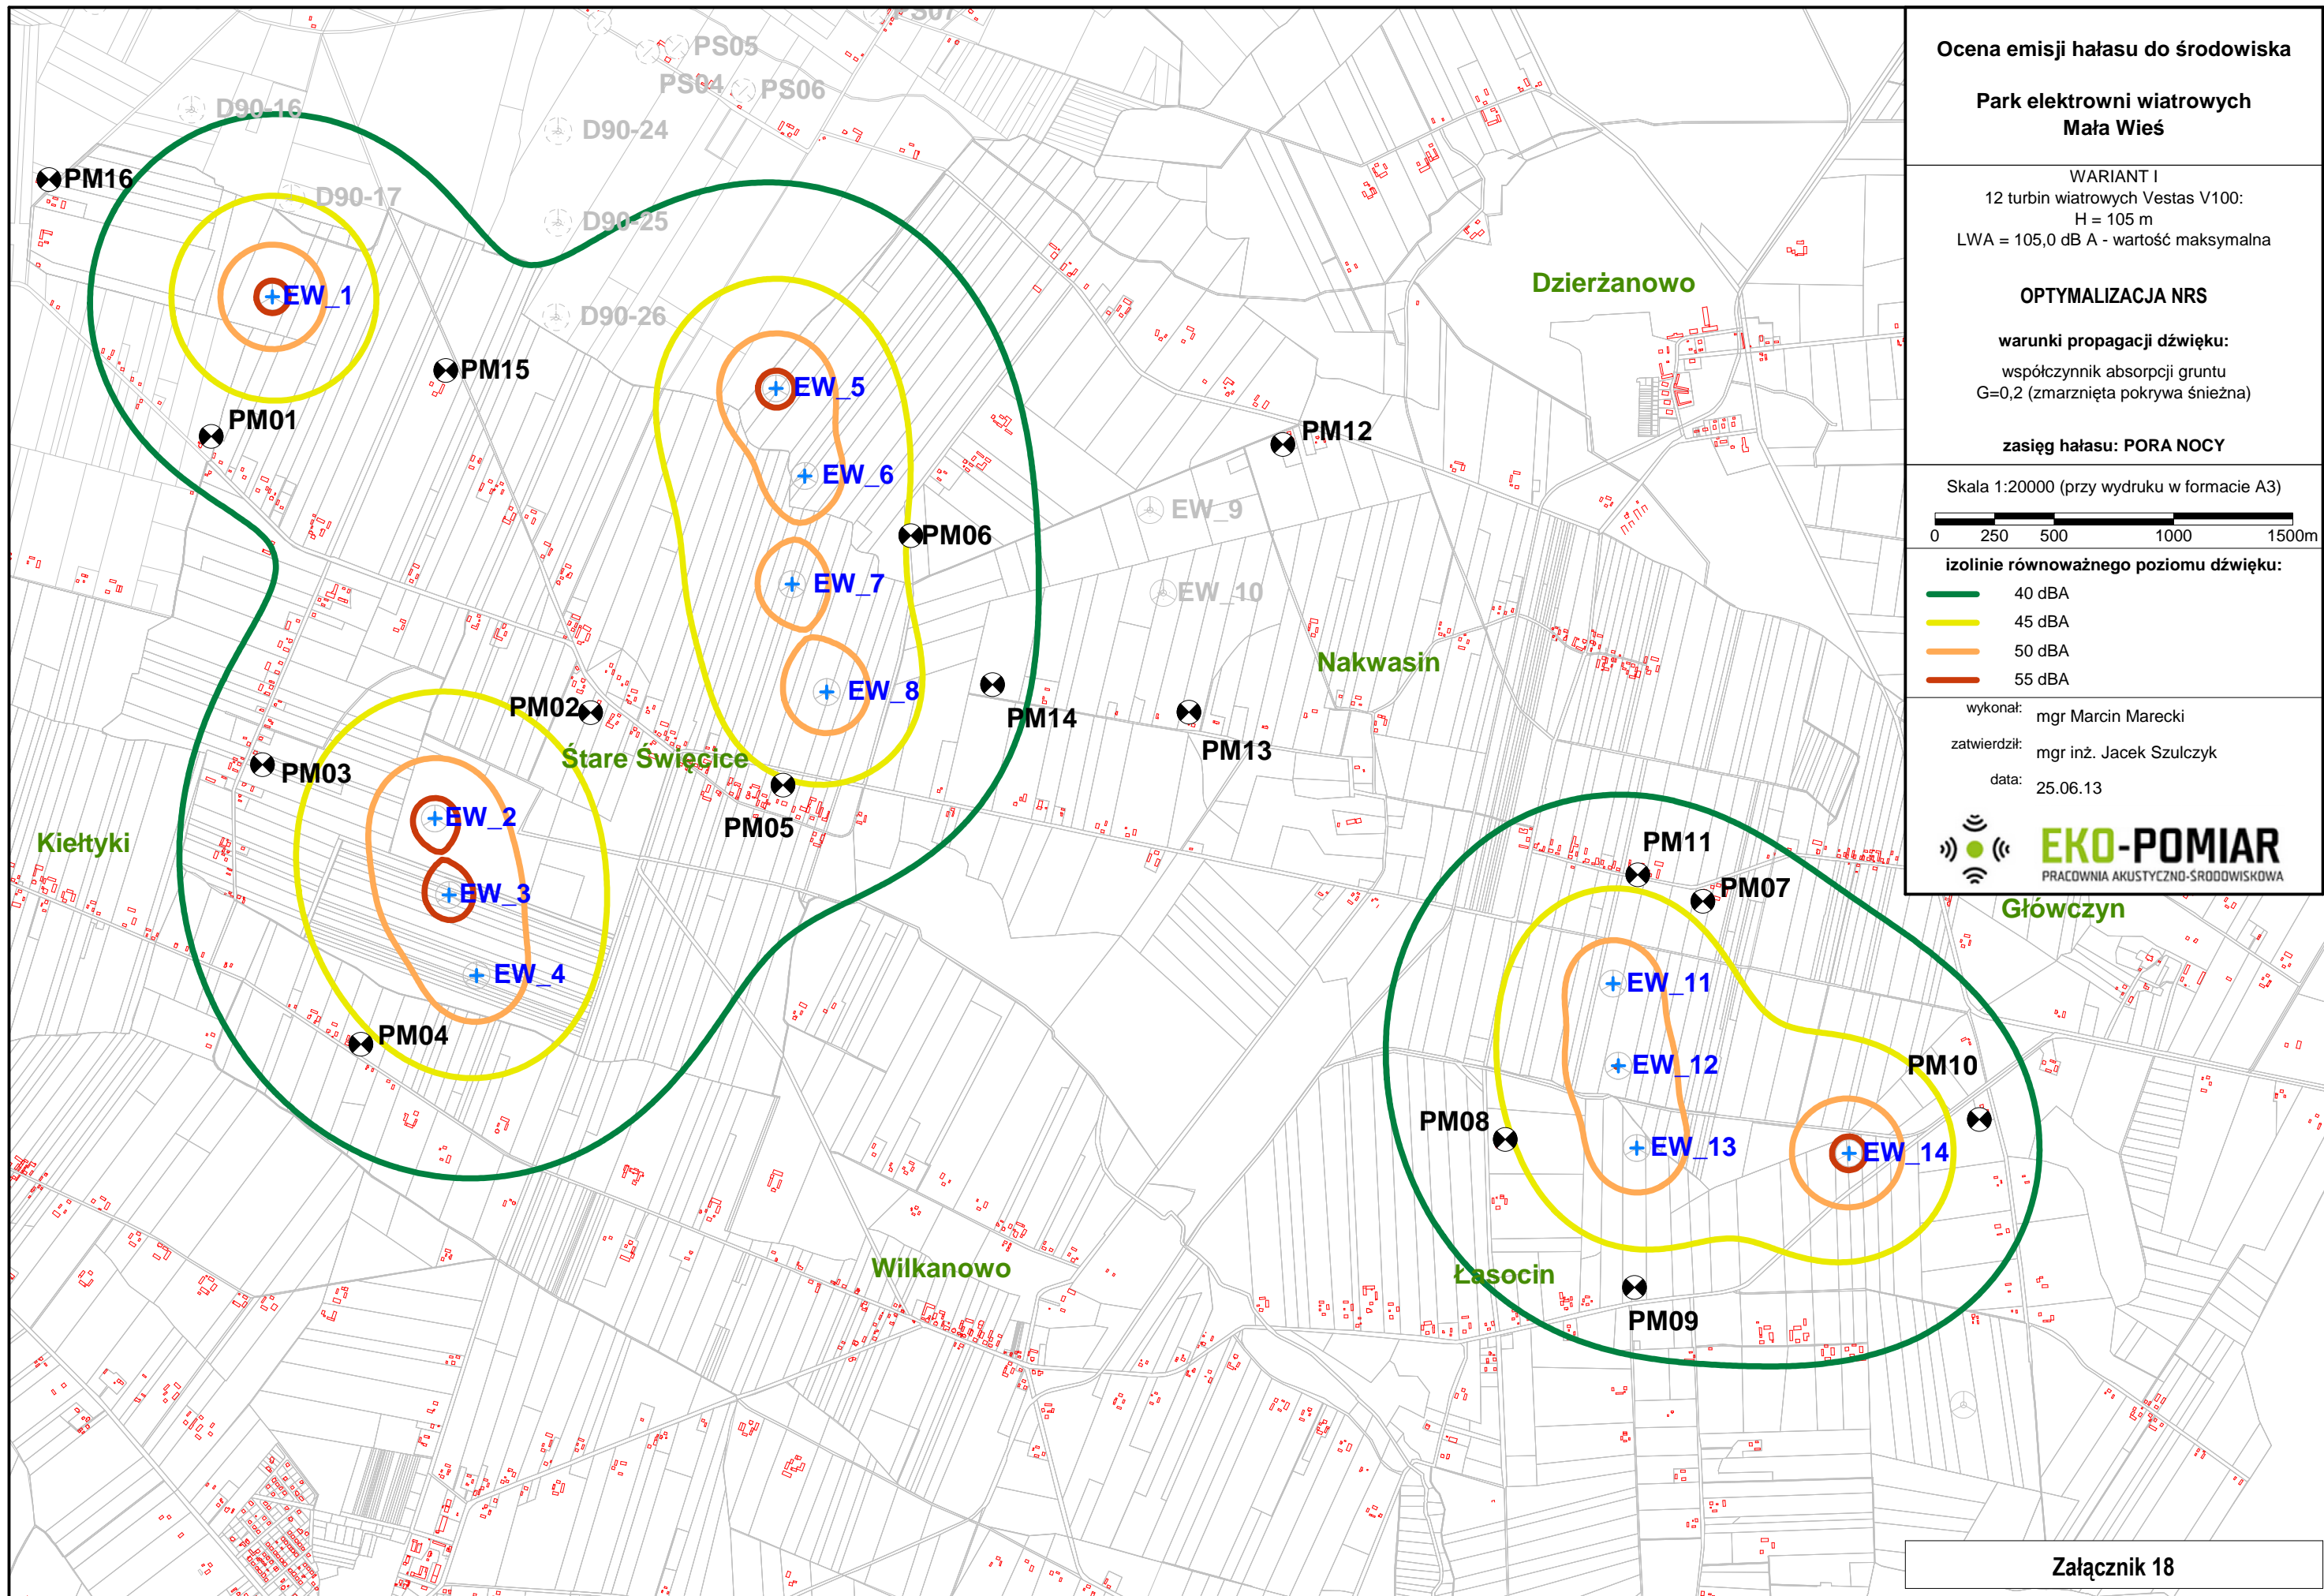 PS07
PS05
PS04
PS06
D90-16
D90-24
PM16
D90-17
D90-25
EW_1
D90-26
PM15
EW_5
PM01
PM12
EW_6
EW_9
PM06
EW_7
EW_10
Dzierżanowo
Nakwasin
EW_8
PM02
PM14
PM13
Stare Święcice
PM03
EW_2
PM05
Kiełtyki
PM11
EW_3
PM07
Główczyn
EW_4
EW_11
PM04
EW_12
PM10
PM08
EW_13
EW_14
Wilkanowo
Łasocin
PM09
Ocena emisji hałasu do środowiska
Park elektrowni wiatrowych
Mała Wieś
WARIANT I
12 turbin wiatrowych Vestas V100:
H = 105 m
LWA = 105,0 dB A - wartość maksymalna
OPTYMALIZACJA NRS
warunki propagacji dźwięku:
współczynnik absorpcji gruntu
G=0,2 (zmarznięta pokrywa śnieżna)
zasięg hałasu: PORA NOCY
Skala 1:20000 (przy wydruku w formacie A3)
0 250 500 1000 1500m
izolinie równoważnego poziomu dźwięku:
40 dBA
45 dBA
50 dBA
55 dBA
wykonał: mgr Marcin Marecki
zatwierdził: mgr inż. Jacek Szulczyk
data: 25.06.13
EKO-POMIAR
PRACOWNIA AKUSTYCZNO-ŚRODOWISKOWA
Załącznik 18